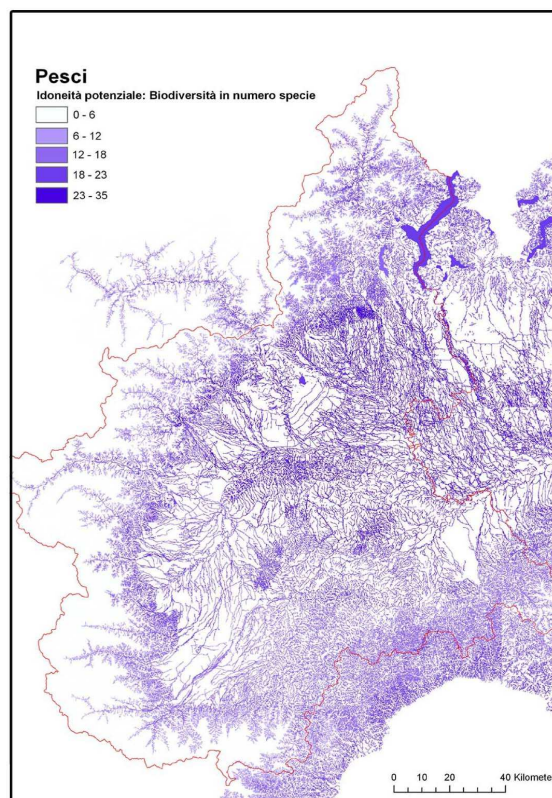 Pesci
Idoneità potenziale: Biodiversità in numero specie
0 - 6
6 - 12
12 - 18
18 - 23
23 - 35
0 10 20 40 Kilomete